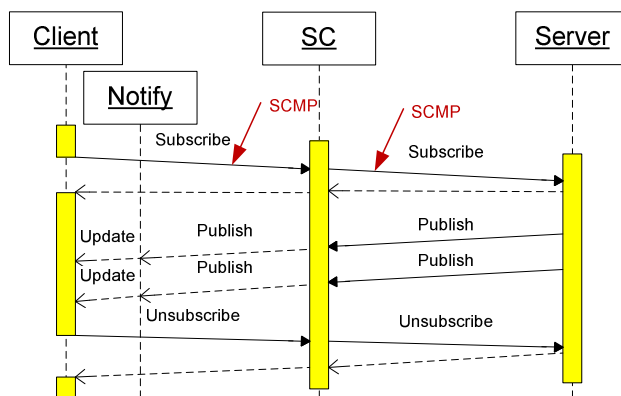 Client
SC
Server
Notify
SCMP
SCMP
Subscribe
Subscribe
Publish
Publish
Update
Publish
Publish
Update
Unsubscribe
Unsubscribe